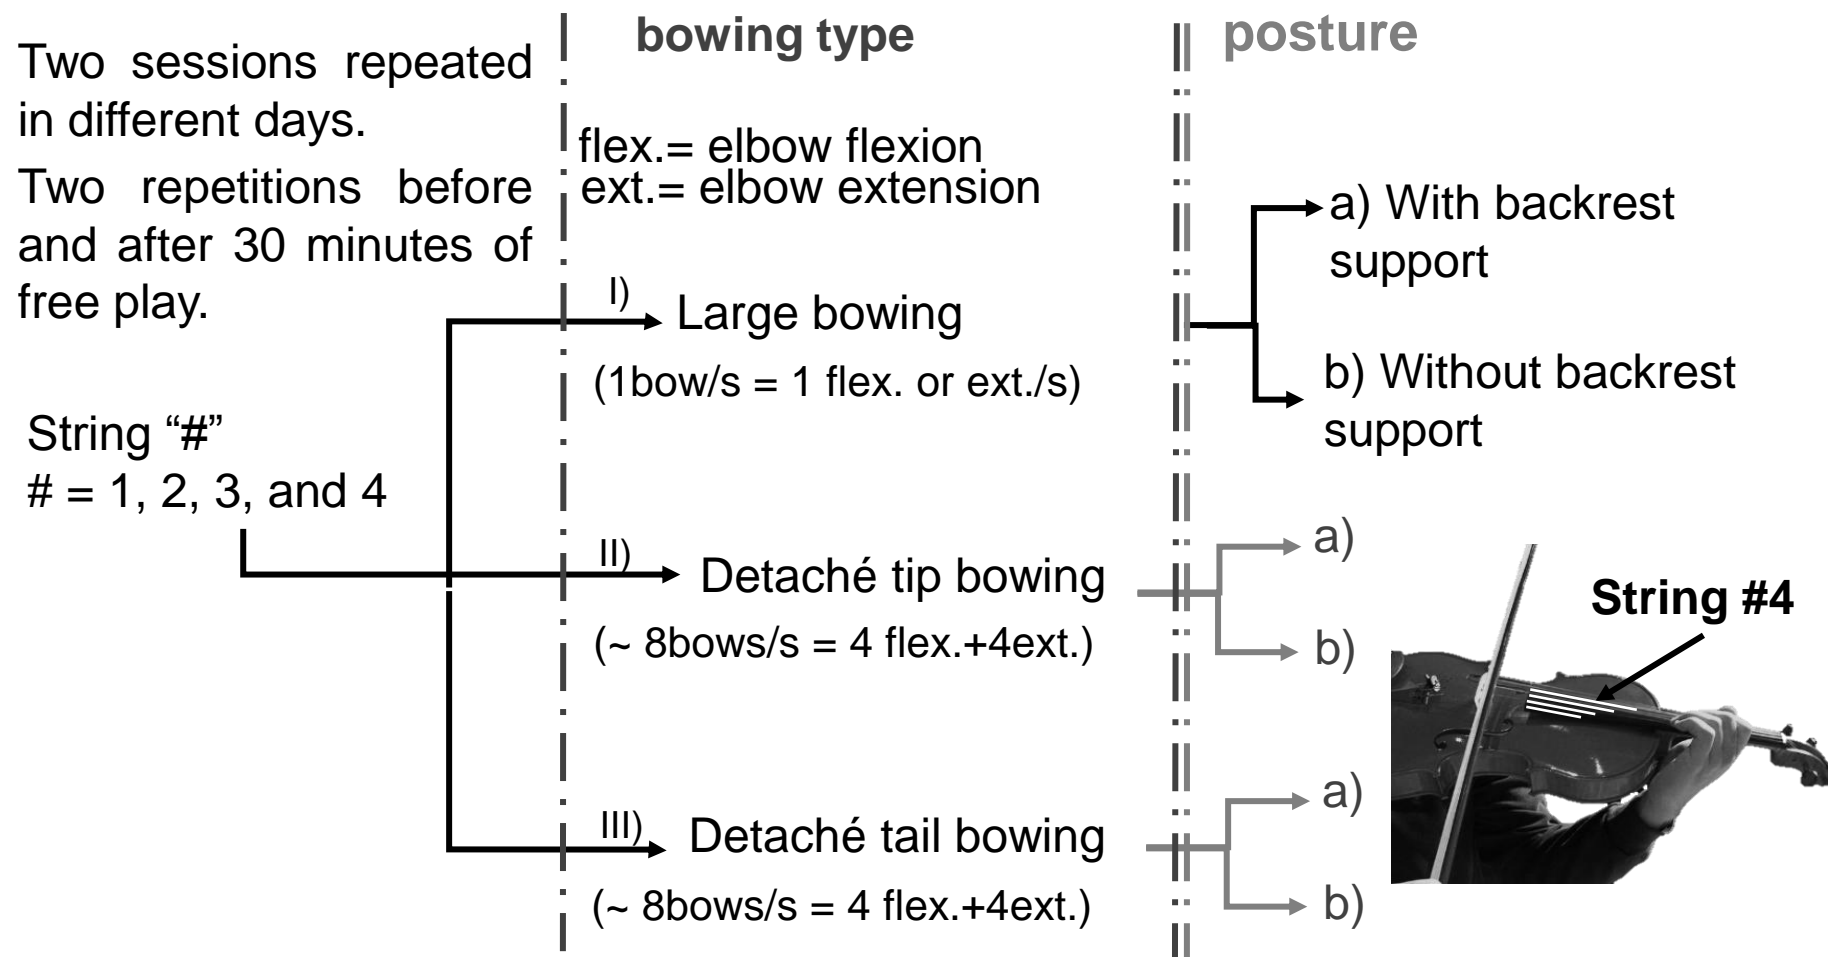 Two sessions repeated
in different days.
Two repetitions before
and after 30 minutes of
free play.
String “#”
# = 1, 2, 3, and 4
bowing type
flex.= elbow flexion
ext.= elbow extension
I)
Large bowing
(1bow/s = 1 flex. or ext./s)
II)
Detaché tip bowing
(~ 8bows/s = 4 flex.+4ext.)
III)
Detaché tail bowing
(~ 8bows/s = 4 flex.+4ext.)
posture
a) With backrest
support
b) Without backrest
support
a)
b)
String #4
a)
b)